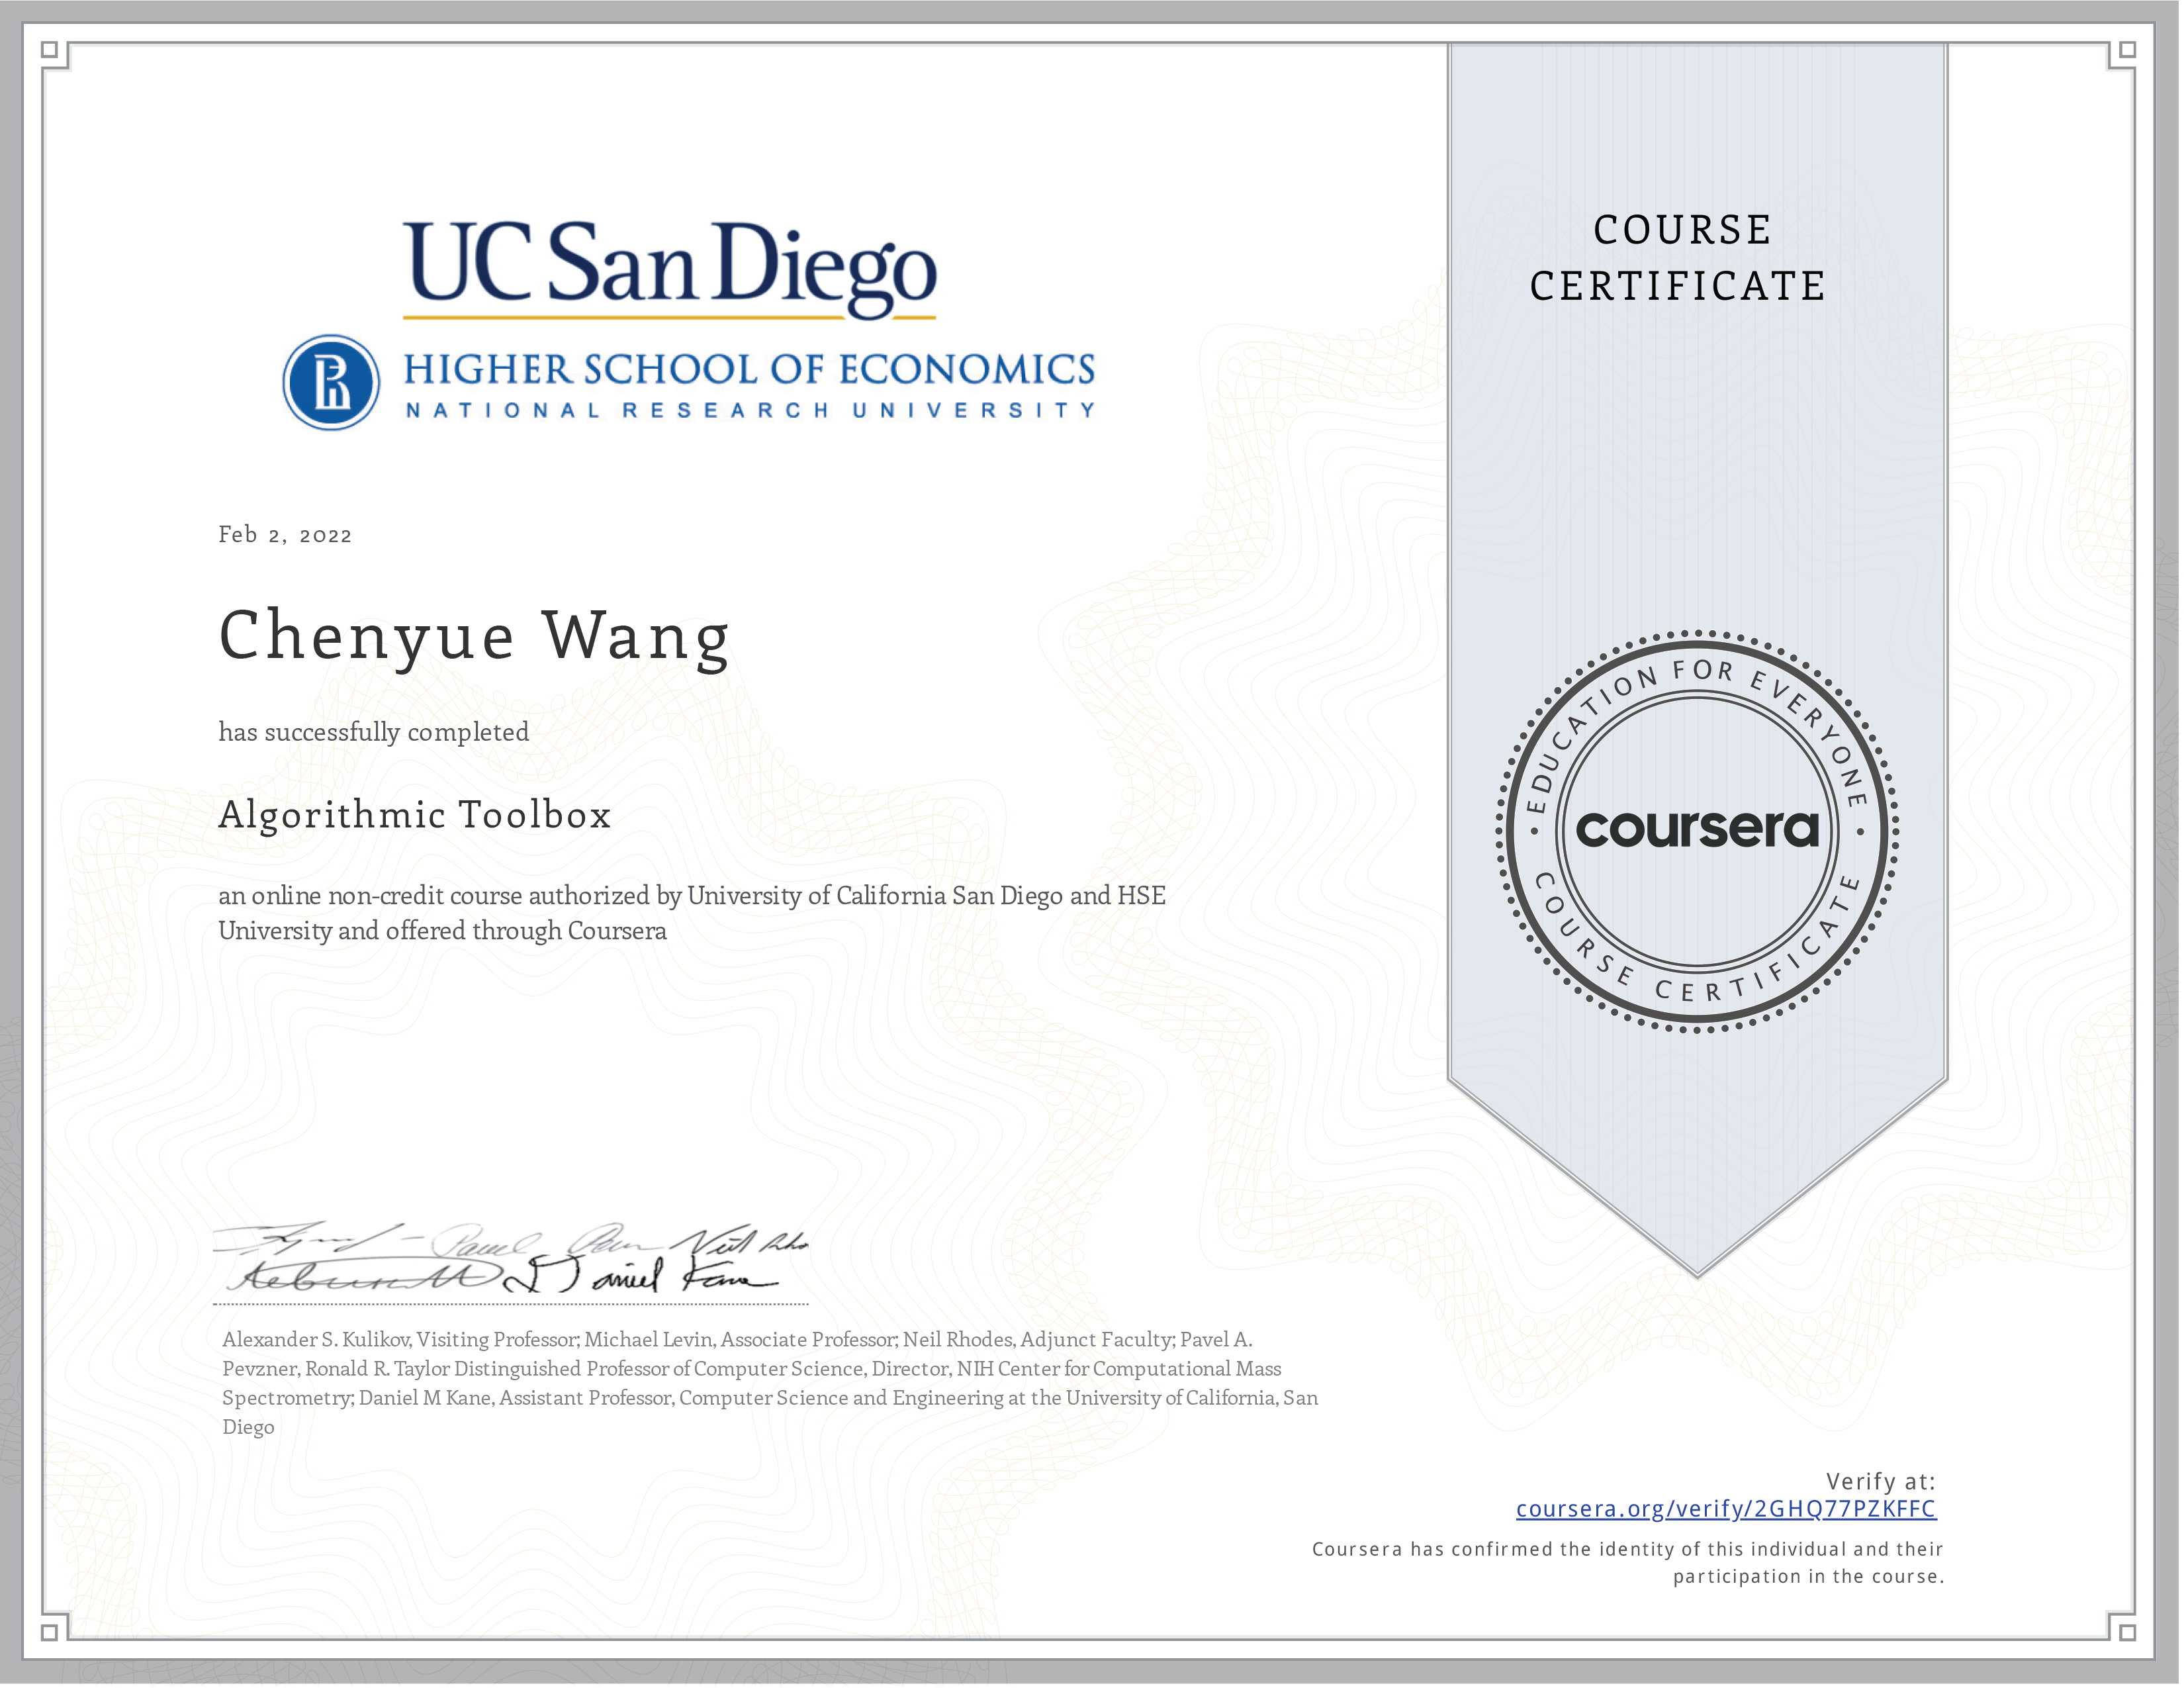 UC San Diego
HIGHER SCHOOL OF ECONOMICS
NATIONAL RESEARCH UNIVERSITY
COURSE
CERTIFICATE
Feb 2, 2022
Chenyue Wang
has successfully completed
Algorithmic Toolbox
an online non-credit course authorized by University of California San Diego and HSE
University and offered through Coursera
EDUCATION FOR EVERYONE
coursera
COURSE CERTIFICATE
Daniel Kane
Alexander S. Kulikov, Visiting Professor; Michael Levin, Associate Professor; Neil Rhodes, Adjunct Faculty; Pavel A.
Pevzner, Ronald R. Taylor Distinguished Professor of Computer Science, Director, NIH Center for Computational Mass
Spectrometry; Daniel M Kane, Assistant Professor, Computer Science and Engineering at the University of California, San
Diego
Verify at:
coursera.org/verify/2GHQ77PZKFFC
Coursera has confirmed the identity of this individual and their
participation in the course.